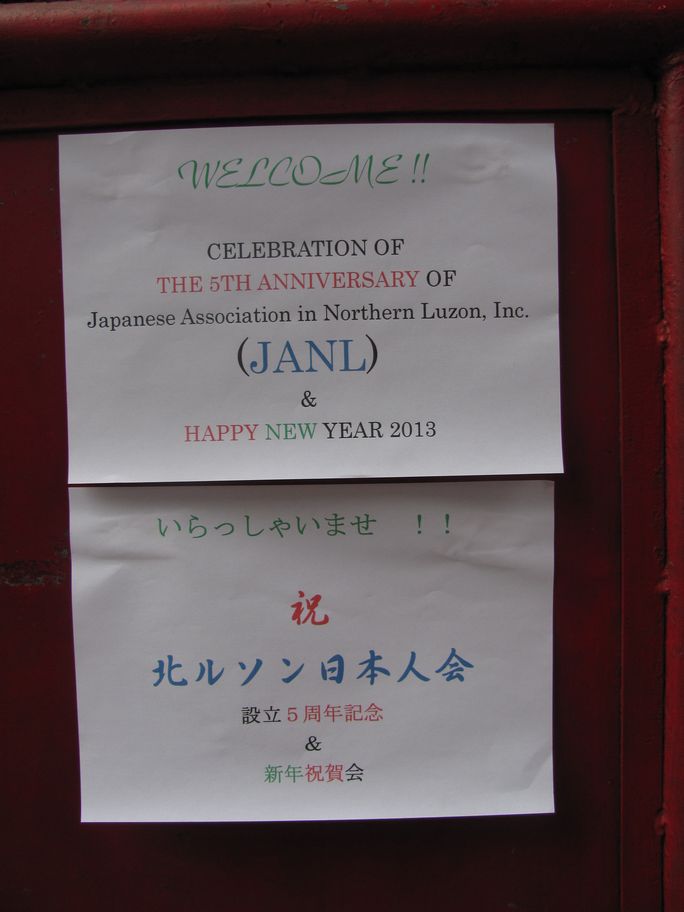 WELCOME !!
CELEBRATION OF
THE 5TH ANNIVERSARY OF
Japanese Association in Northern Luzon, Inc.
(JANL)
&
HAPPY NEW YEAR 2013
いらっしゃいませ　！！
祝
北ルソン日本人会
設立５周年記念
&
新年祝賀会